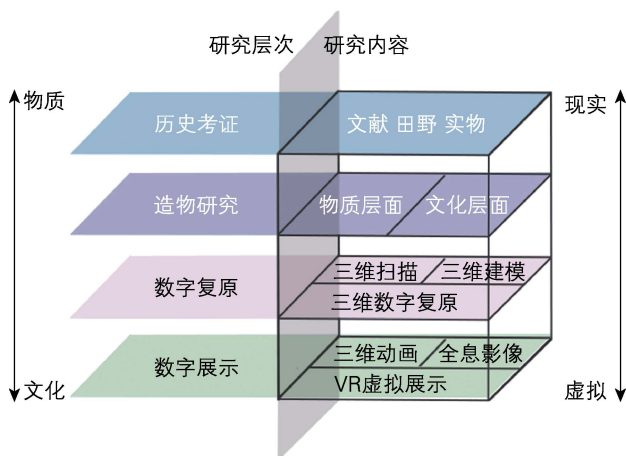 研究层次 研究内容
物质 现实
历史考证 文献 田野 实物
造物研究 物质层面 文化层面
数字复原 三维扫描 三维建模
三维数字复原
数字展示 三维动画 全息影像
VR虚拟展示
文化 虚拟